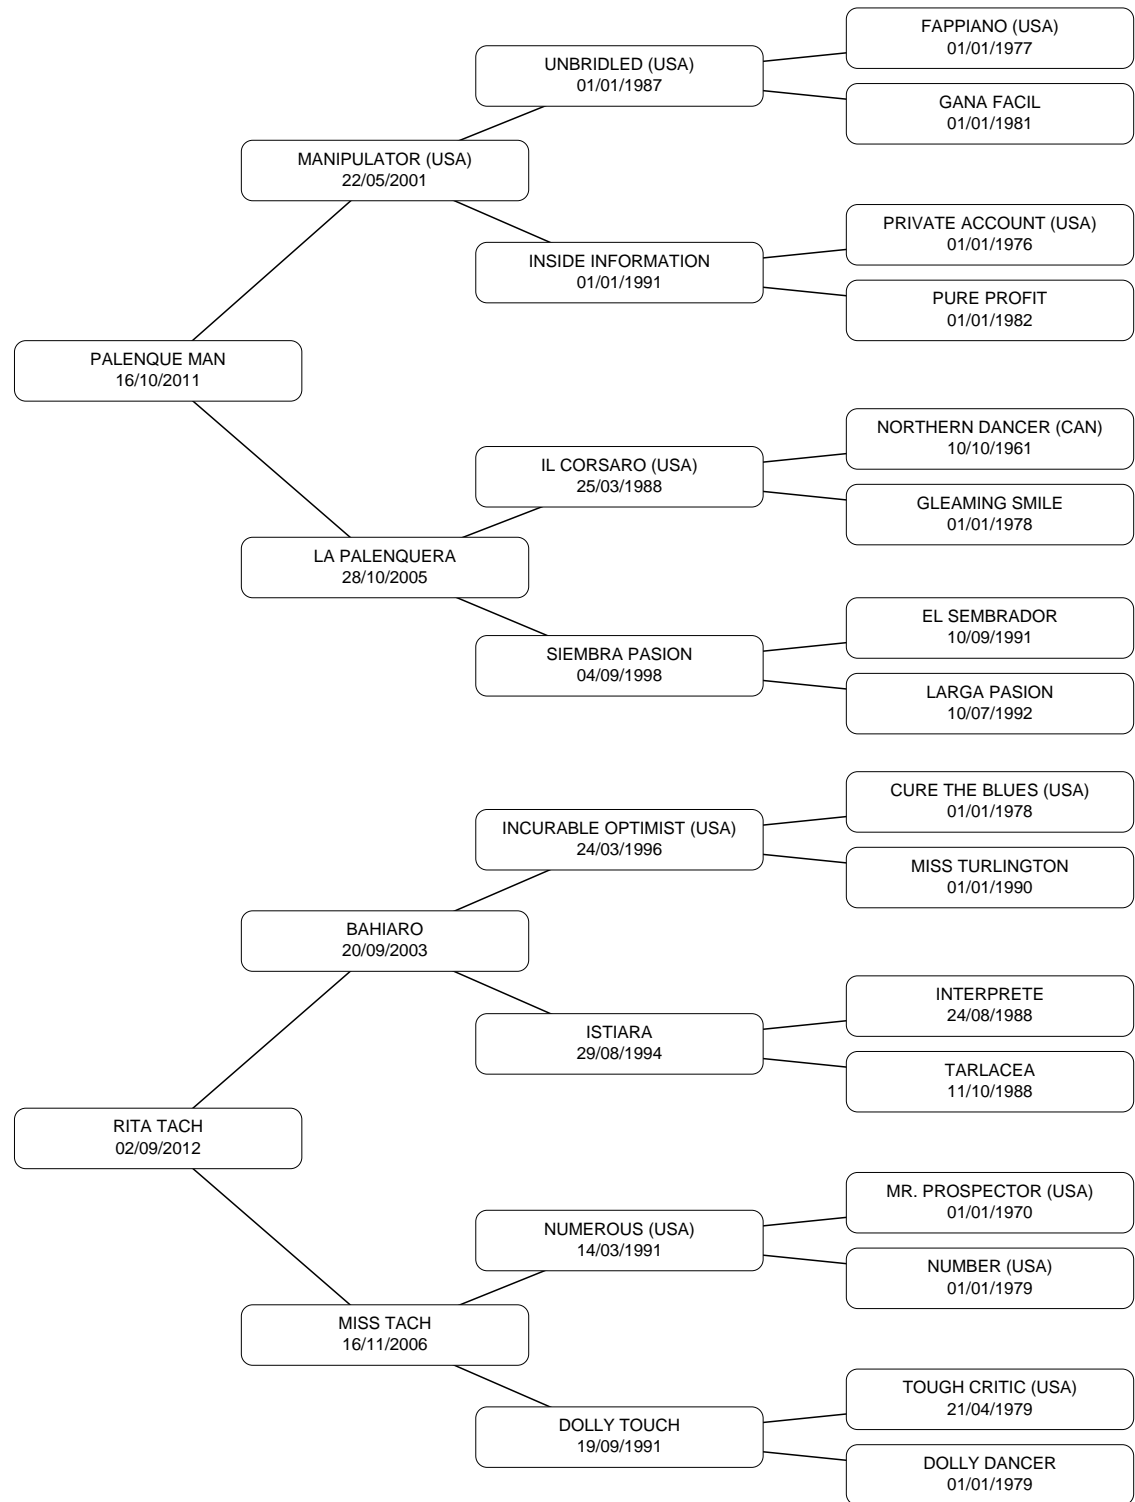 FAPPIANO (USA)
01/01/1977
UNBRIDLED (USA)
01/01/1987
GANA FACIL
01/01/1981
MANIPULATOR (USA)
22/05/2001
PRIVATE ACCOUNT (USA)
01/01/1976
INSIDE INFORMATION
01/01/1991
PURE PROFIT
01/01/1982
PALENQUE MAN
16/10/2011
NORTHERN DANCER (CAN)
10/10/1961
IL CORSARO (USA)
25/03/1988
GLEAMING SMILE
01/01/1978
LA PALENQUERA
28/10/2005
EL SEMBRADOR
10/09/1991
SIEMBRA PASION
04/09/1998
LARGA PASION
10/07/1992
CURE THE BLUES (USA)
01/01/1978
INCURABLE OPTIMIST (USA)
24/03/1996
MISS TURLINGTON
01/01/1990
BAHIARO
20/09/2003
INTERPRETE
24/08/1988
ISTIARA
29/08/1994
TARLACEA
11/10/1988
RITA TACH
02/09/2012
MR. PROSPECTOR (USA)
01/01/1970
NUMEROUS (USA)
14/03/1991
NUMBER (USA)
01/01/1979
MISS TACH
16/11/2006
TOUGH CRITIC (USA)
21/04/1979
DOLLY TOUCH
19/09/1991
DOLLY DANCER
01/01/1979